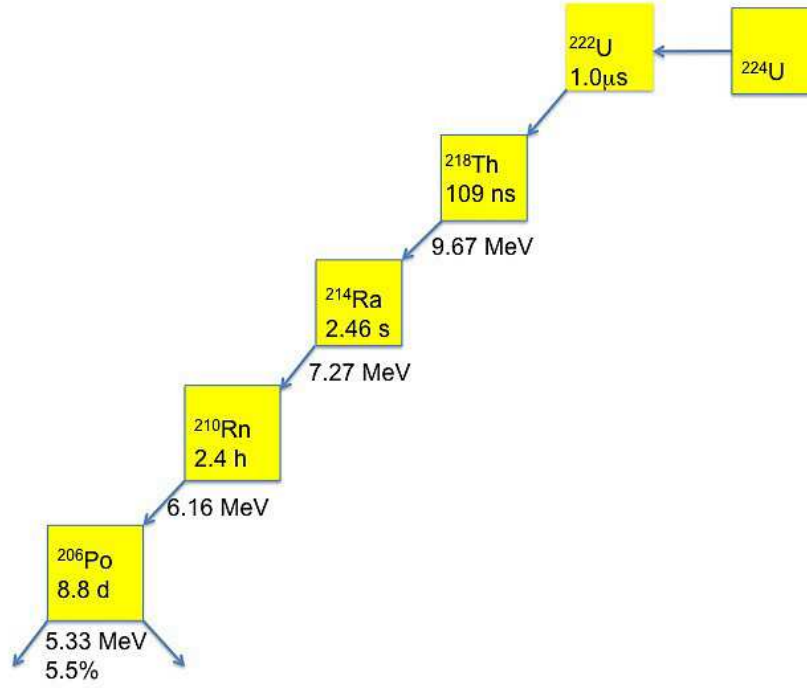 ²²²U
1.0μs
²²⁴U
²¹⁸Th
109 ns
9.67 MeV
²¹⁴Ra
2.46 s
7.27 MeV
²¹⁰Rn
2.4 h
6.16 MeV
²⁰⁶Po
8.8 d
5.33 MeV
5.5%